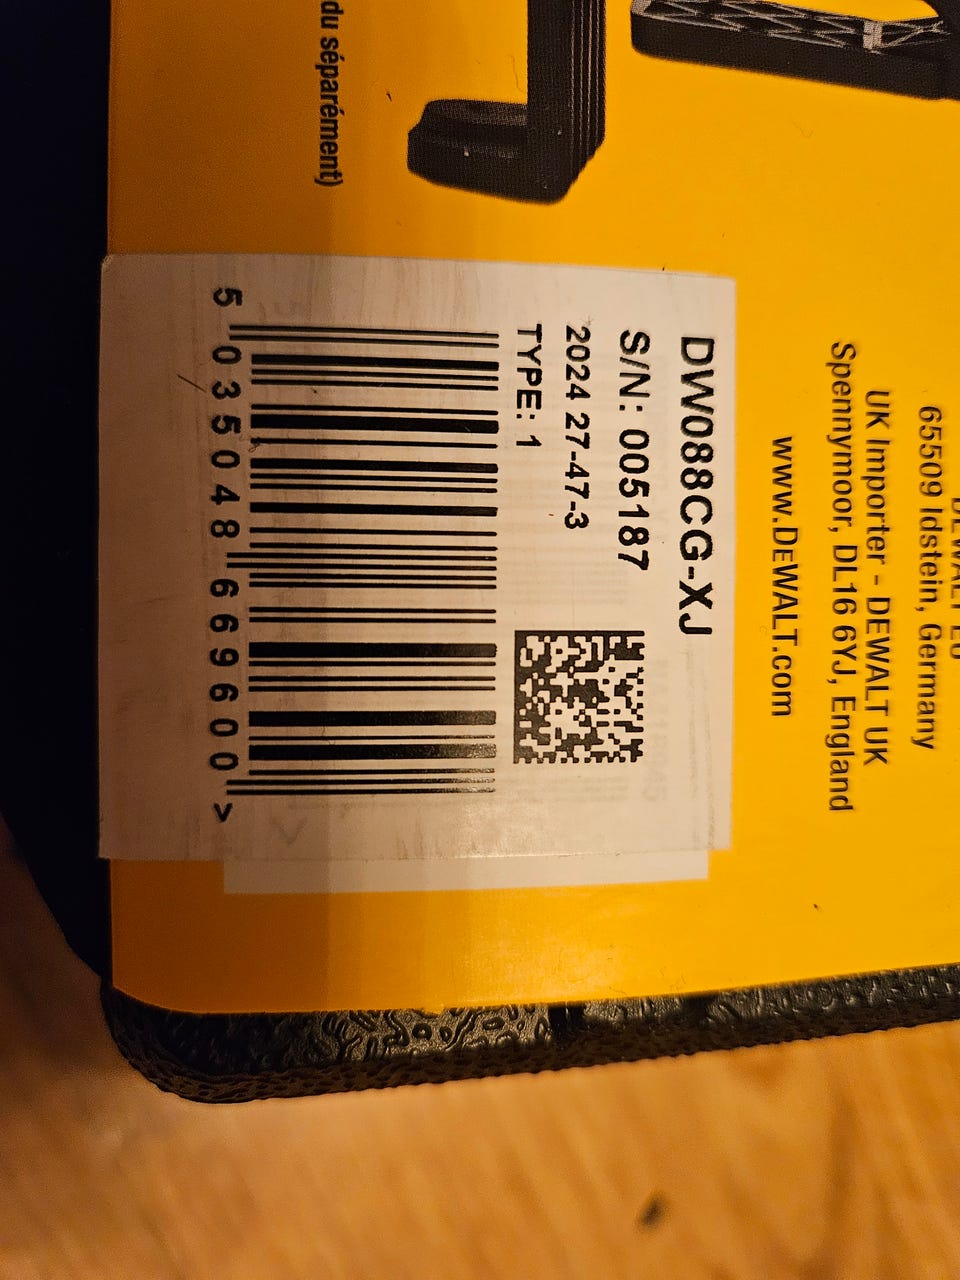 du séparément)
65509 Idstein, Germany
UK Importer - DEWALT UK
Spennymoor, DL16 6YJ, England
www.DEWALT.com
DW088CG-XJ
S/N: 005187
2024 27-47-3
TYPE: 1
5 035048 669600 >